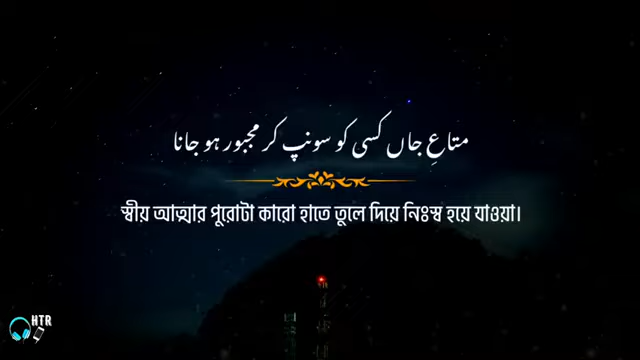 متاعِ جاں کسی کو سونپ کر مجبور ہو جانا
স্বীয় আত্মার পুরোটা কারো হাতে তুলে দিয়ে নিঃস্ব হয়ে যাওয়া।
HTR